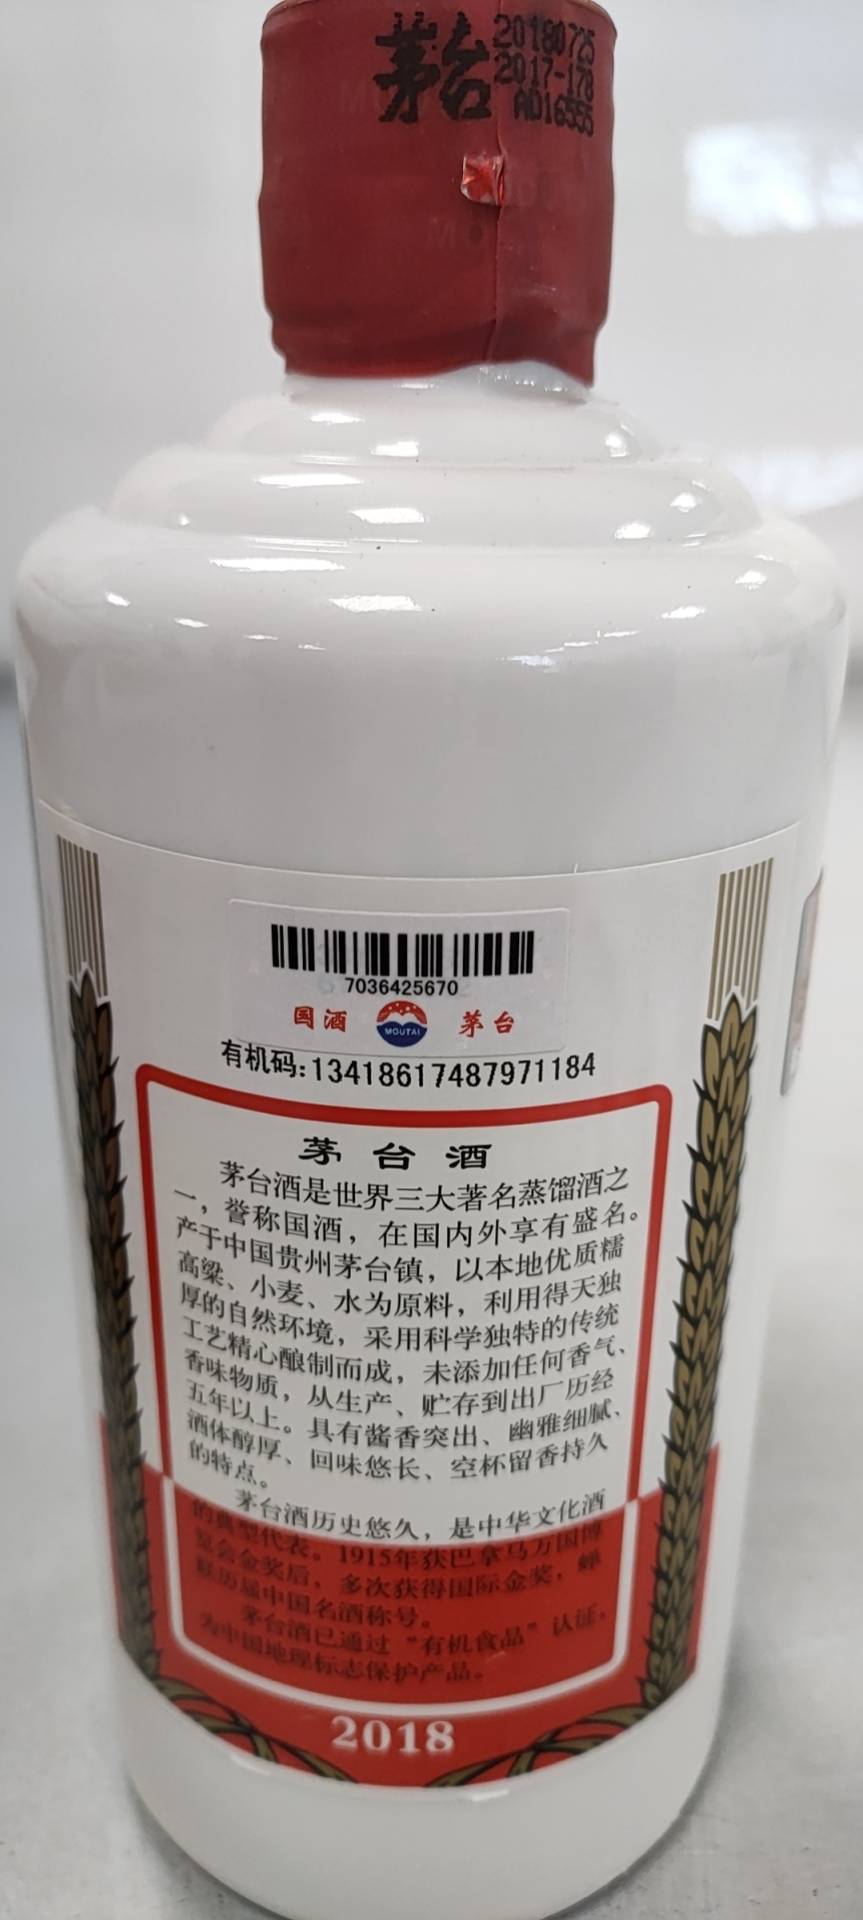 茅台
20180725
2017-178
AD16555
7036425670
国酒 MOUTAI 茅台
有机码:13418617487971184
茅台酒
茅台酒是世界三大著名蒸馏酒之
一，誉称国酒，在国内外享有盛名。
产于中国贵州茅台镇，以本地优质糯
高粱、小麦、水为原料，利用得天独
厚的自然环境，采用科学独特的传统
工艺精心酿制而成，未添加任何香气、
香味物质，从生产、贮存到出厂历经
五年以上。具有酱香突出、幽雅细腻、
酒体醇厚、回味悠长、空杯留香持久
的特点。
茅台酒历史悠久，是中华文化酒
的典型代表。1915年获巴拿马万国博
览会金奖后，多次获得国际金奖，蝉
联历届中国名酒称号。
茅台酒已通过“有机食品”认证，
为中国地理标志保护产品。
2018